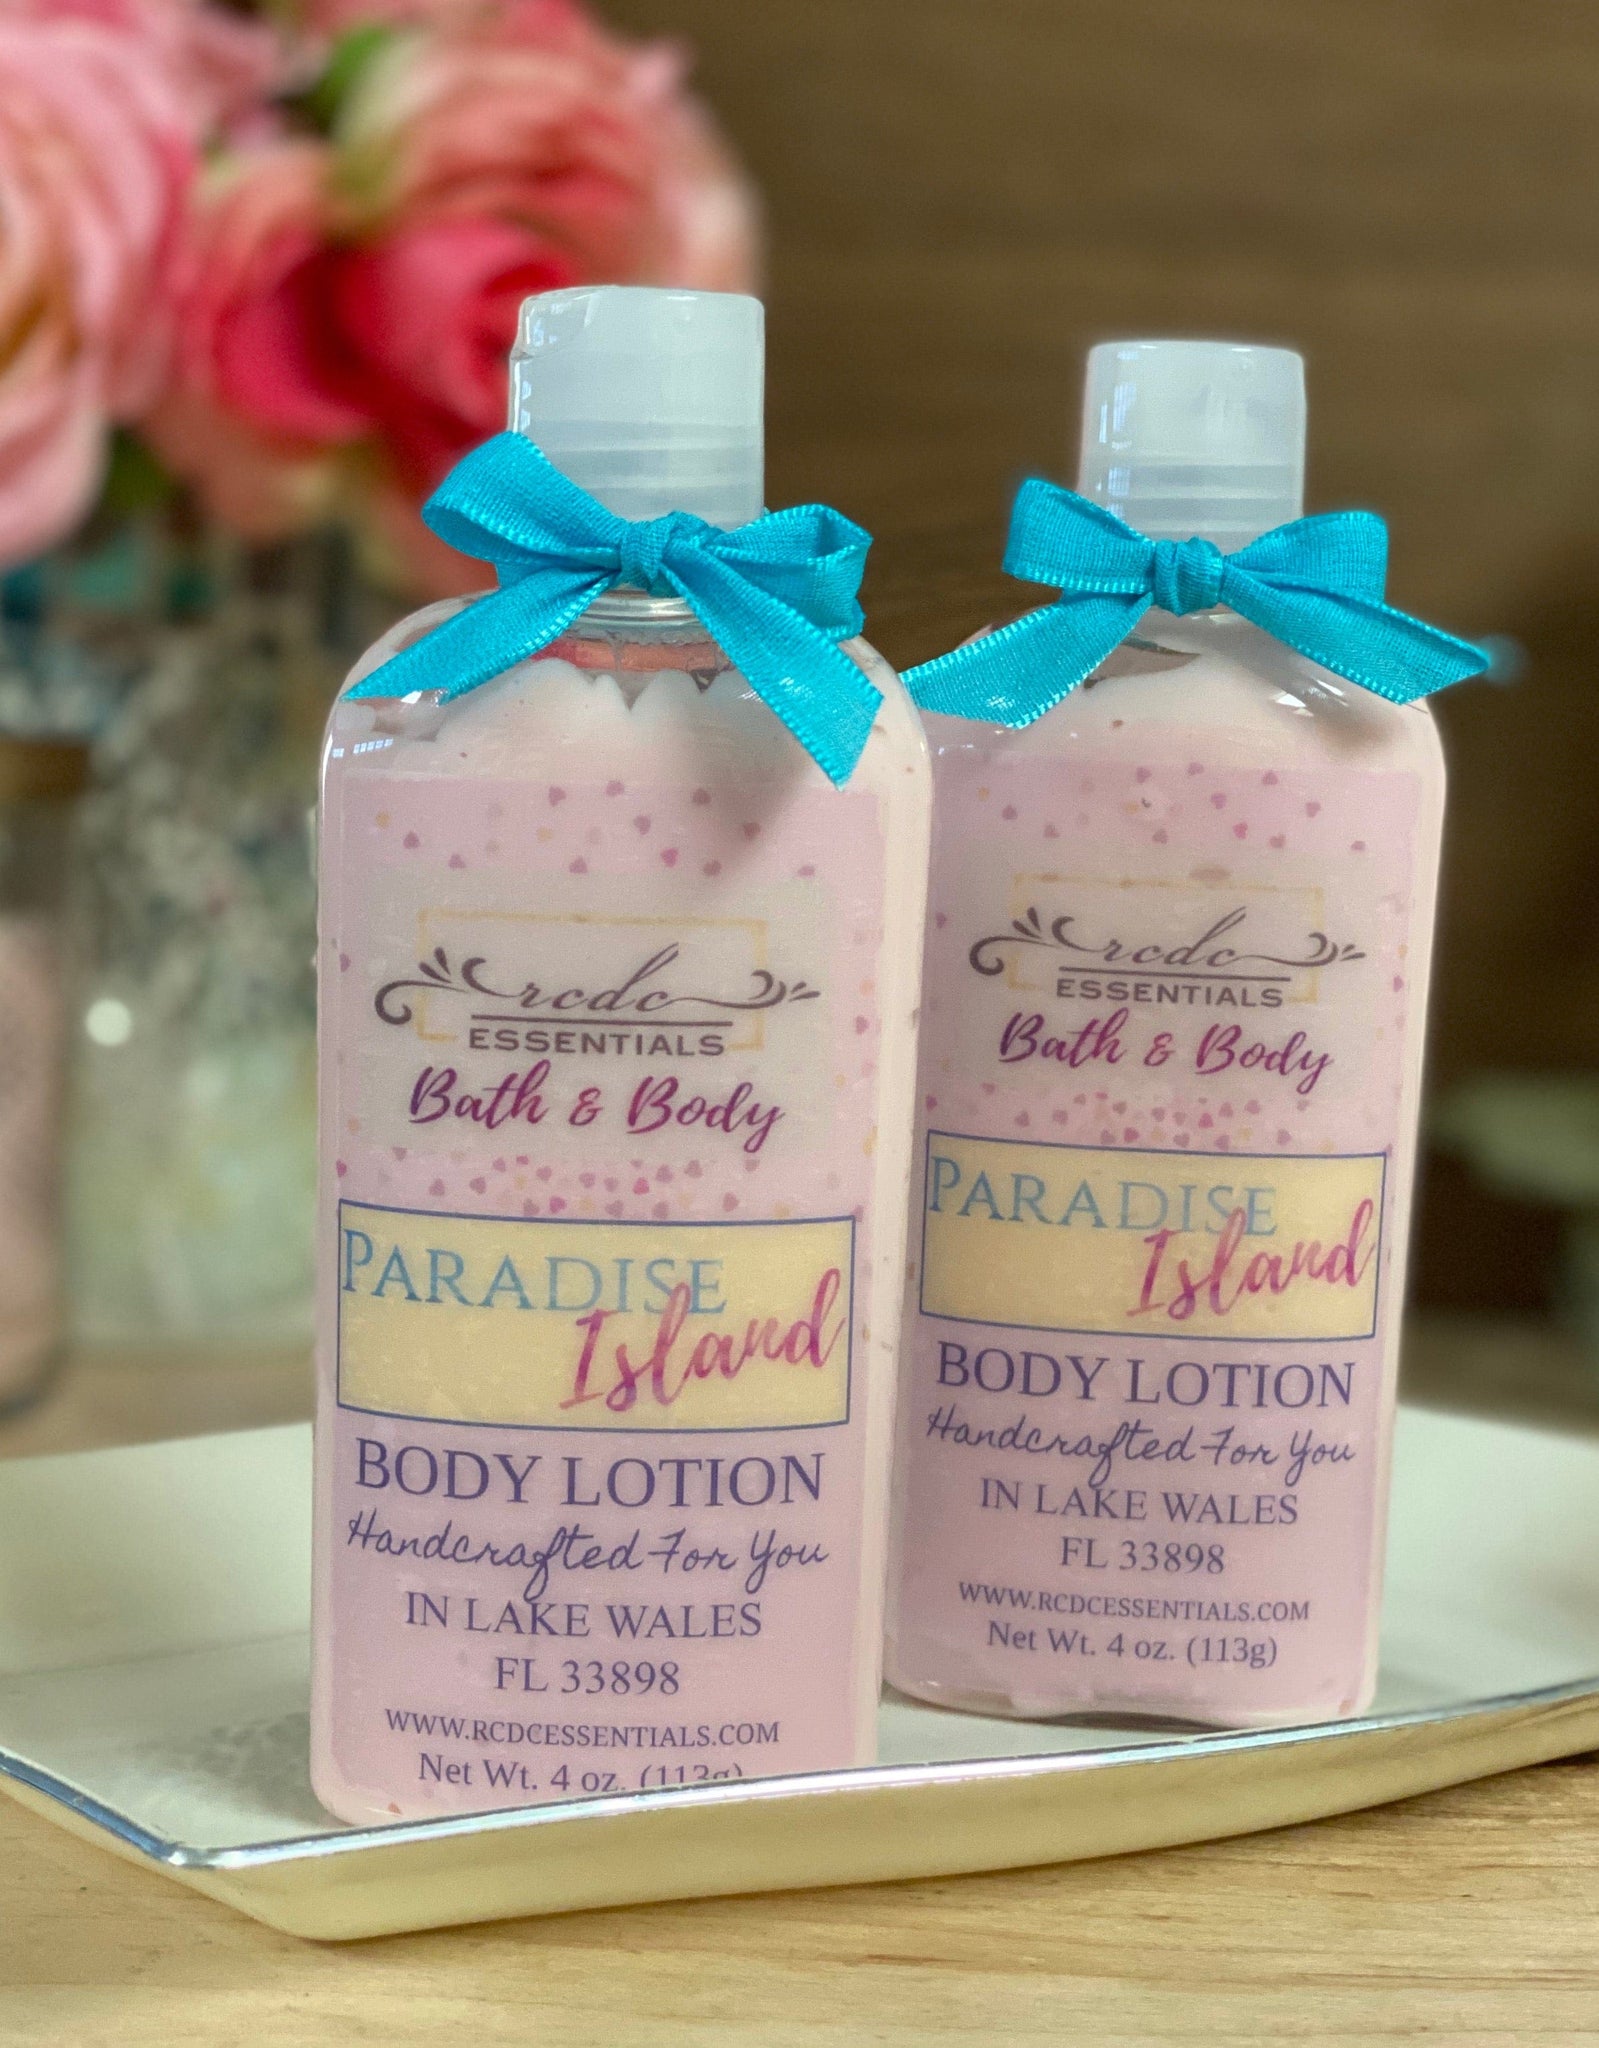 rcdc
ESSENTIALS
Bath & Body
PARADISE
Island
BODY LOTION
Handcrafted For You
IN LAKE WALES
FL 33898
WWW.RCDCESSENTIALS.COM
Net Wt. 4 oz. (113g)
rcdc
ESSENTIALS
Bath & Body
PARADISE
Island
BODY LOTION
Handcrafted For You
IN LAKE WALES
FL 33898
WWW.RCDCESSENTIALS.COM
Net Wt. 4 oz. (113g)